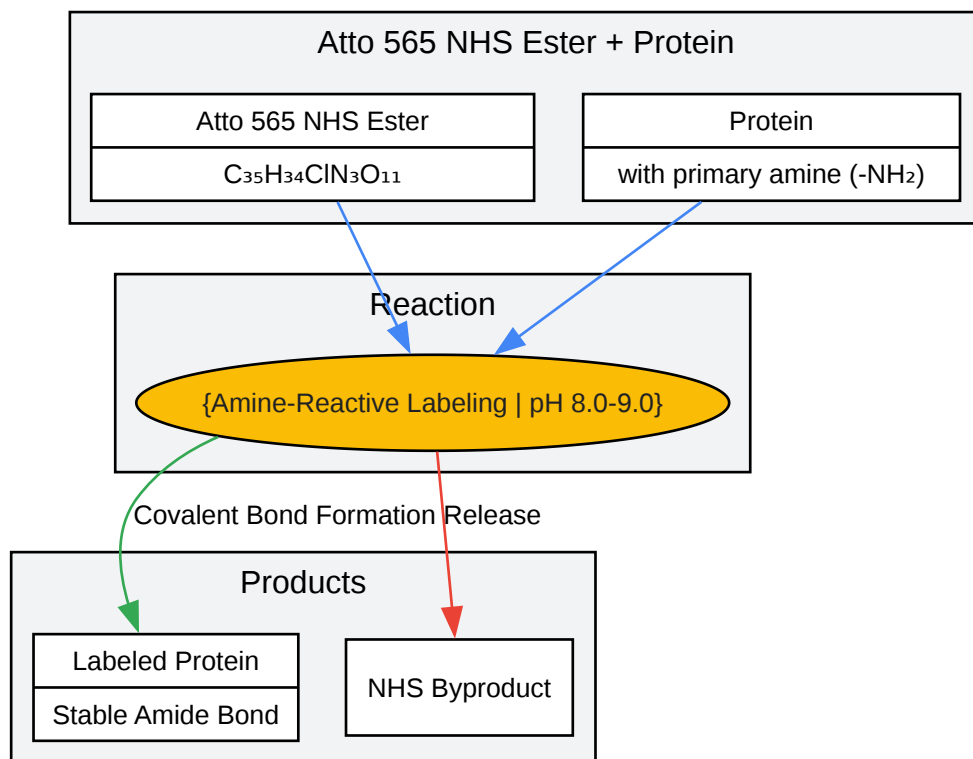 Atto 565 NHS Ester + Protein
Atto 565 NHS Ester
C₃₅H₃₄ClN₃O₁₁
Protein
with primary amine (-NH₂)
Reaction
{Amine-Reactive Labeling | pH 8.0-9.0}
Covalent Bond Formation
Release
Products
Labeled Protein
Stable Amide Bond
NHS Byproduct